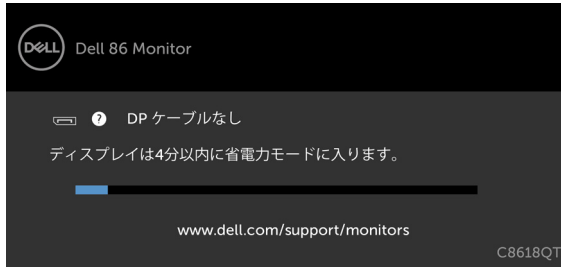 DELL
Dell 86 Monitor
? DP ケーブルなし
ディスプレイは4分以内に省電力モードに入ります。
www.dell.com/support/monitors
C8618QT